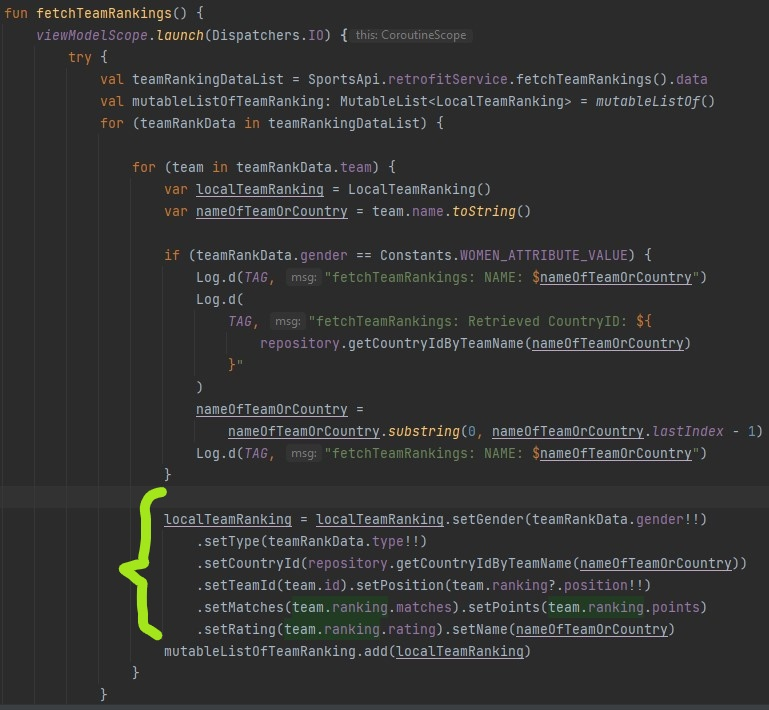 fun fetchTeamRankings() {
viewModelScope.launch(Dispatchers.IO) { this: CoroutineScope
try {
val teamRankingDataList = SportsApi.retrofitService.fetchTeamRankings().data
val mutableListOfTeamRanking: MutableList<LocalTeamRanking> = mutableListOf()
for (teamRankData in teamRankingDataList) {
for (team in teamRankData.team) {
var localTeamRanking = LocalTeamRanking()
var nameOfTeamOrCountry = team.name.toString()
if (teamRankData.gender == Constants.WOMEN_ATTRIBUTE_VALUE) {
Log.d(TAG, msg: "fetchTeamRankings: NAME: $nameOfTeamOrCountry")
Log.d(
TAG, msg: "fetchTeamRankings: Retrieved CountryID: ${
repository.getCountryIdByTeamName(nameOfTeamOrCountry)
}"
)
nameOfTeamOrCountry =
nameOfTeamOrCountry.substring(0, nameOfTeamOrCountry.lastIndex - 1)
Log.d(TAG, msg: "fetchTeamRankings: NAME: $nameOfTeamOrCountry")
}
localTeamRanking = localTeamRanking.setGender(teamRankData.gender!!)
.setType(teamRankData.type!!)
.setCountryId(repository.getCountryIdByTeamName(nameOfTeamOrCountry))
.setTeamId(team.id).setPosition(team.ranking?.position!!)
.setMatches(team.ranking.matches).setPoints(team.ranking.points)
.setRating(team.ranking.rating).setName(nameOfTeamOrCountry)
mutableListOfTeamRanking.add(localTeamRanking)
}
}